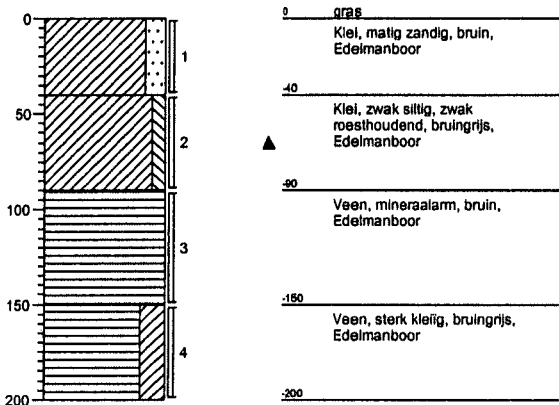 0
50
100
150
200
1
2
3
4
0
gras
Klei, matig zandig, bruin,
Edelmanboor
-40
Klei, zwak siltig, zwak
roesthoudend, bruingrijs,
Edelmanboor
-90
Veen, mineraalarm, bruin,
Edelmanboor
-150
Veen, sterk kleiïg, bruingrijs,
Edelmanboor
-200